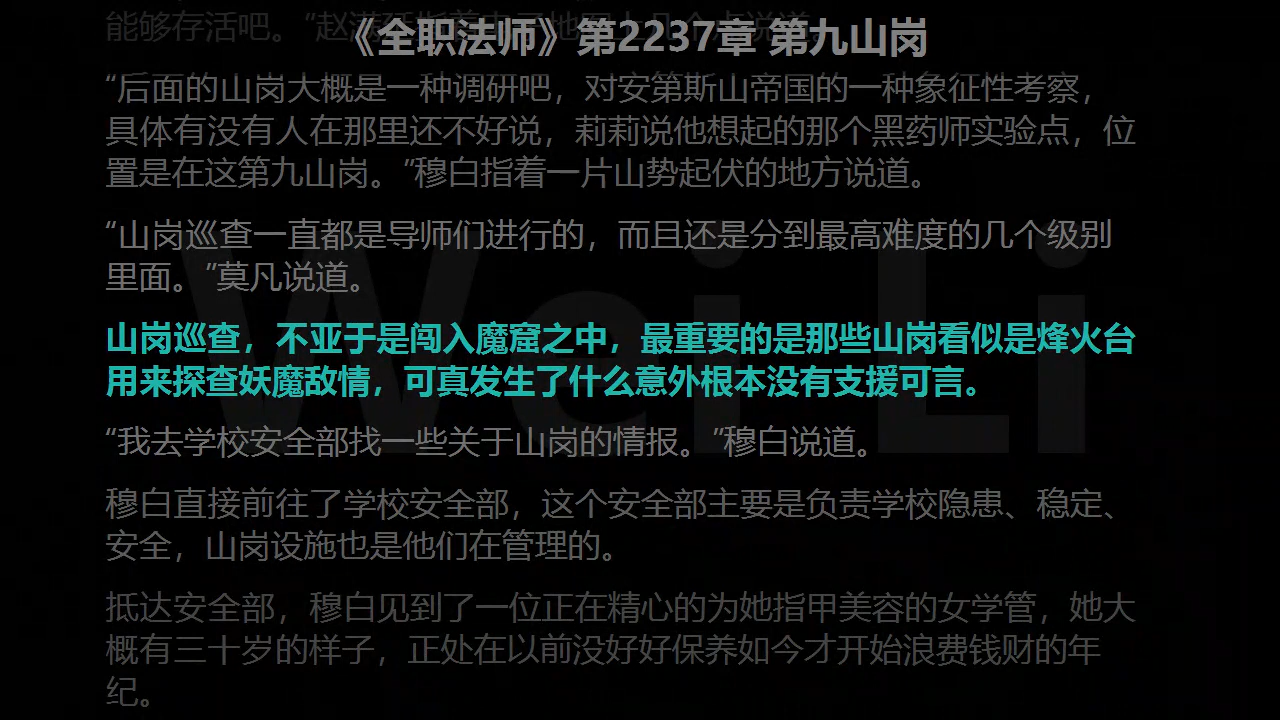 能够存活吧。“赵满延指着
《全职法师》第2237章 第九山岗
“后面的山岗大概是一种调研吧，对安第斯山帝国的一种象征性考察，
具体有没有人在那里还不好说，莉莉说他想起的那个黑药师实验点，位
置是在这第九山岗。”穆白指着一片山势起伏的地方说道。
“山岗巡查一直都是导师们进行的，而且还是分到最高难度的几个级别
里面。”莫凡说道。
山岗巡查，不亚于是闯入魔窟之中，最重要的是那些山岗看似是烽火台
用来探查妖魔敌情，可真发生了什么意外根本没有支援可言。
“我去学校安全部找一些关于山岗的情报。”穆白说道。
穆白直接前往了学校安全部，这个安全部主要是负责学校隐患、稳定、
安全，山岗设施也是他们在管理的。
抵达安全部，穆白见到了一位正在精心的为她指甲美容的女学管，她大
概有三十岁的样子，正处在以前没好好保养如今才开始浪费钱财的年
纪。
Wei Li